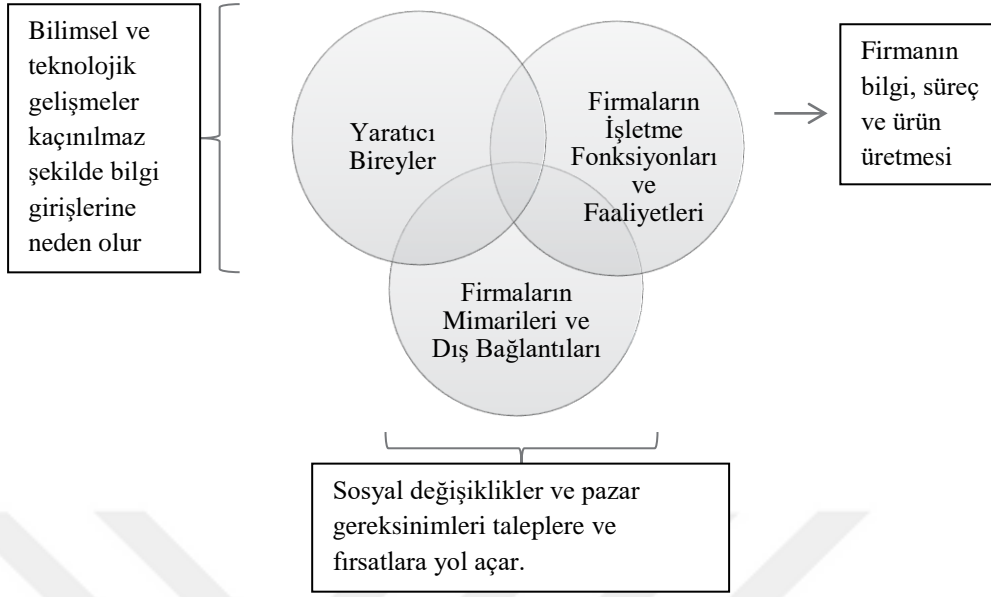 Bilimsel ve
teknolojik
gelişmeler
kaçınılmaz
şekilde bilgi
girişlerine
neden olur
Yaratıcı
Bireyler
Firmaların
İşletme
Fonksiyonları
ve
Faaliyetleri
Firmanın
bilgi, süreç
ve ürün
üretmesi
Firmaların
Mimarileri ve
Dış Bağlantıları
Sosyal değişiklikler ve pazar
gereksinimleri taleplere ve
fırsatlara yol açar.